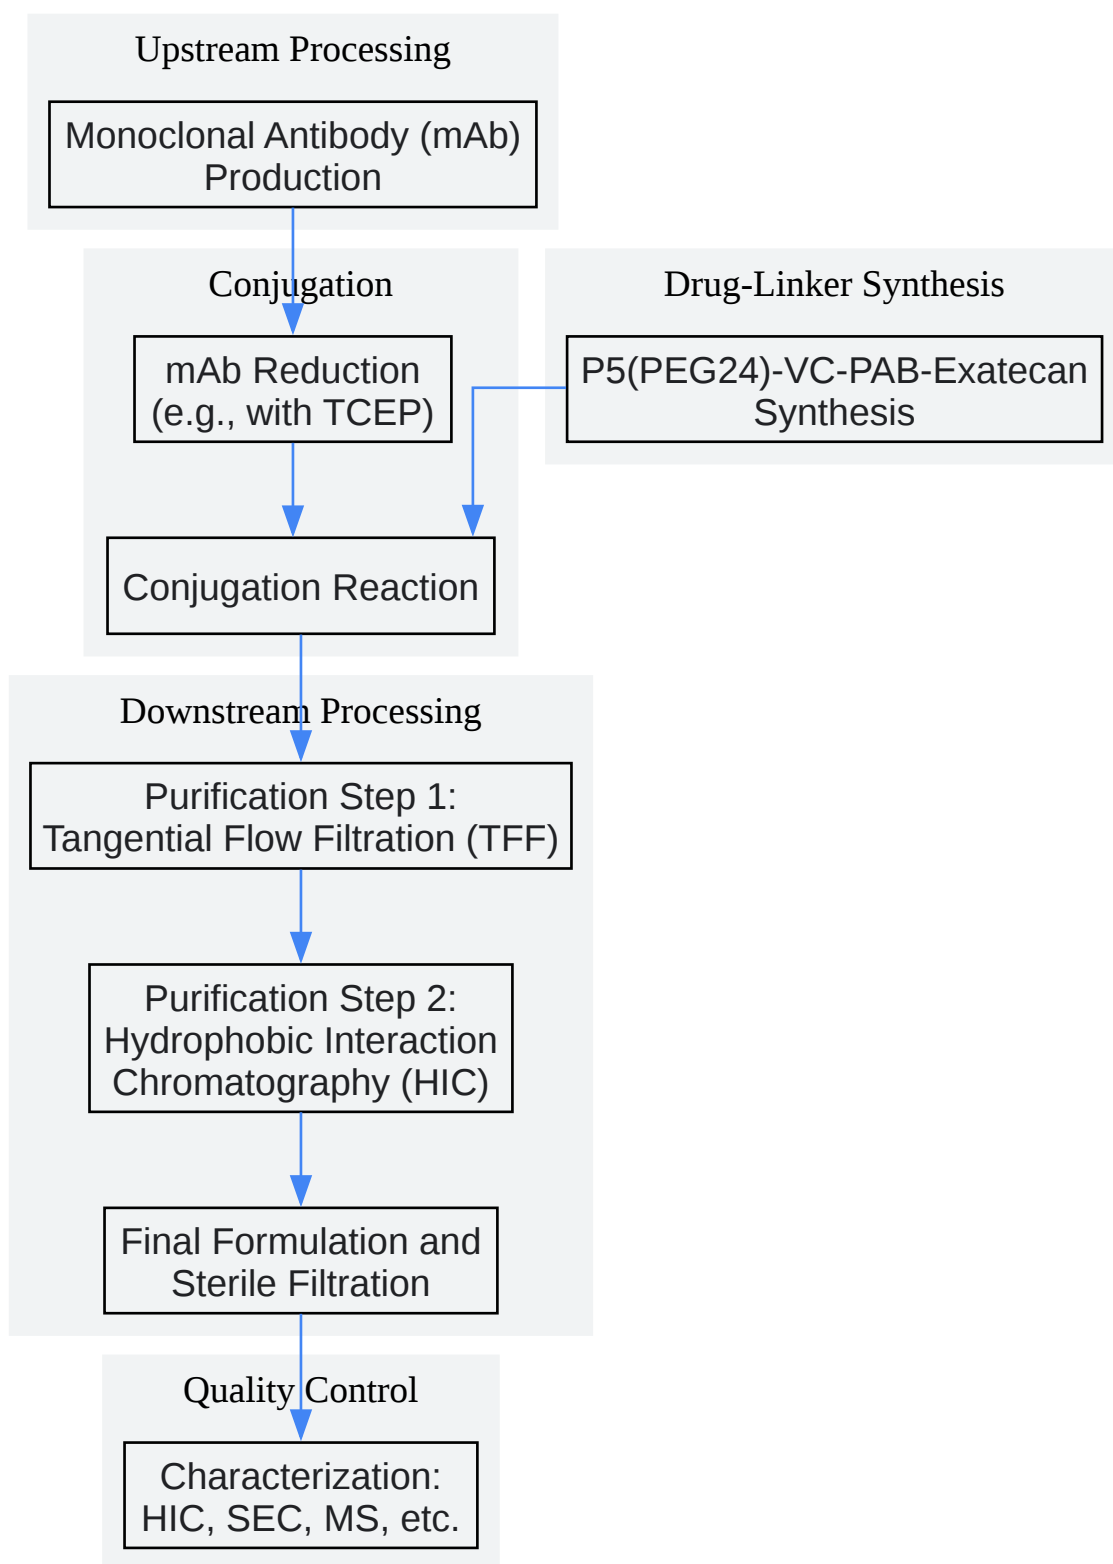 Upstream Processing
Monoclonal Antibody (mAb)
Production
Conjugation
Drug-Linker Synthesis
mAb Reduction
(e.g., with TCEP)
P5(PEG24)-VC-PAB-Exatecan
Synthesis
Conjugation Reaction
Downstream Processing
Purification Step 1:
Tangential Flow Filtration (TFF)
Purification Step 2:
Hydrophobic Interaction
Chromatography (HIC)
Final Formulation and
Sterile Filtration
Quality Control
Characterization:
HIC, SEC, MS, etc.